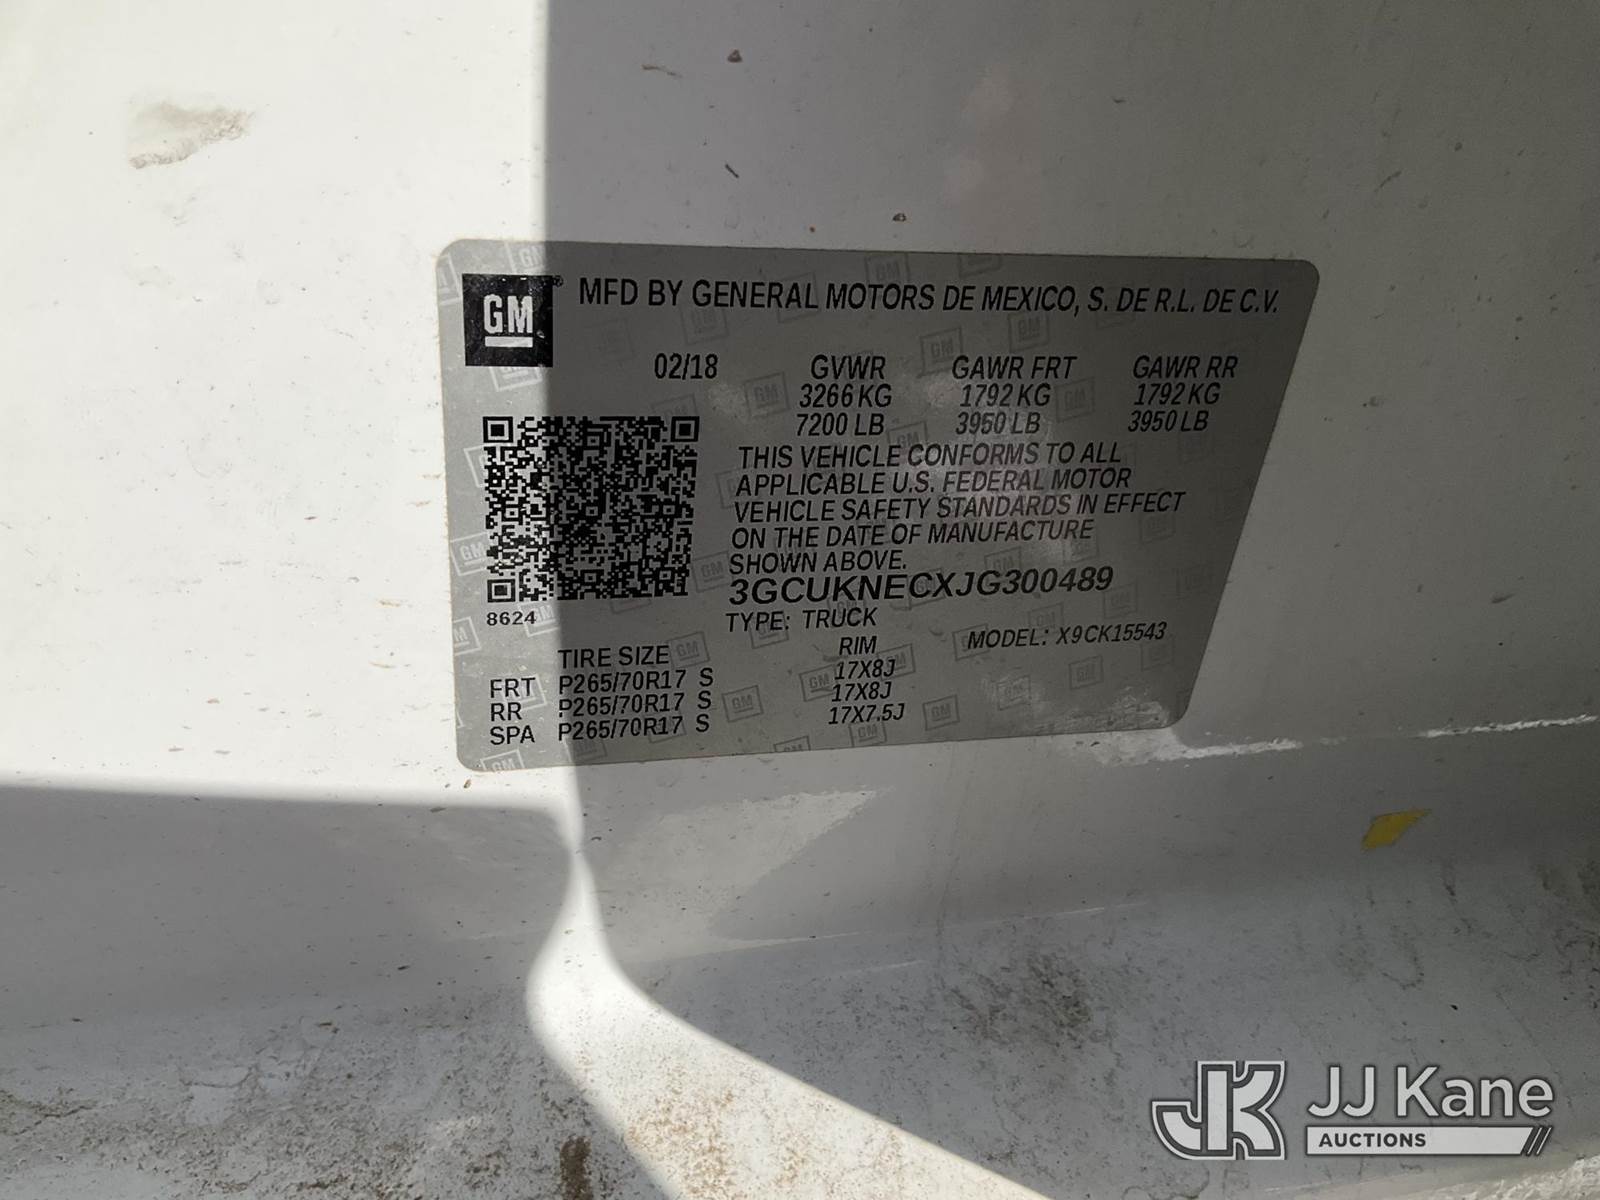 GM® MFD BY GENERAL MOTORS DE MEXICO, S. DE R.L. DE C.V.
02/18 GVWR GAWR FRT GAWR RR
3266 KG 1792 KG 1792 KG
7200 LB 3950 LB 3950 LB
THIS VEHICLE CONFORMS TO ALL
APPLICABLE U.S. FEDERAL MOTOR
VEHICLE SAFETY STANDARDS IN EFFECT
ON THE DATE OF MANUFACTURE
SHOWN ABOVE.
3GCUKNECXJG300489
8624
TYPE: TRUCK
MODEL: X9CK15543
TIRE SIZE RIM
FRT P265/70R17 S 17X8J
RR P265/70R17 S 17X8J
SPA P265/70R17 S 17X7.5J
JK JJ Kane
AUCTIONS